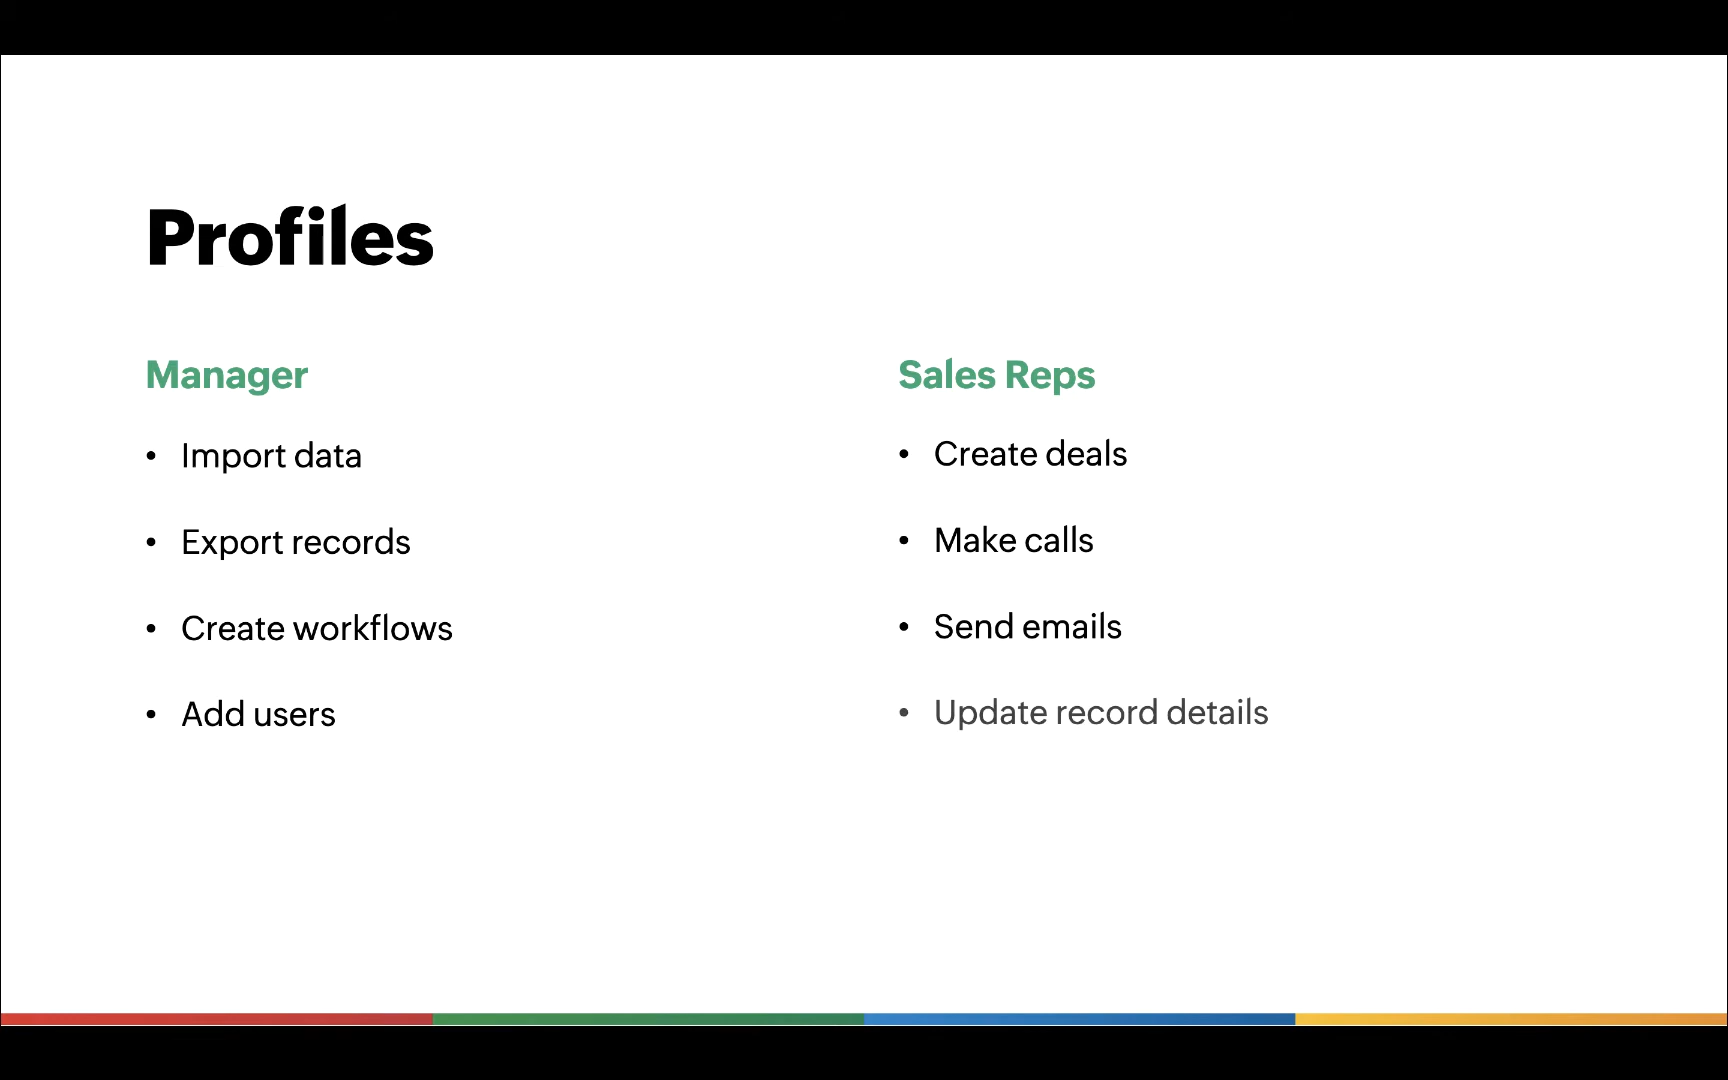 Profiles
Manager
• Import data
• Export records
• Create workflows
• Add users
Sales Reps
• Create deals
• Make calls
• Send emails
• Update record details